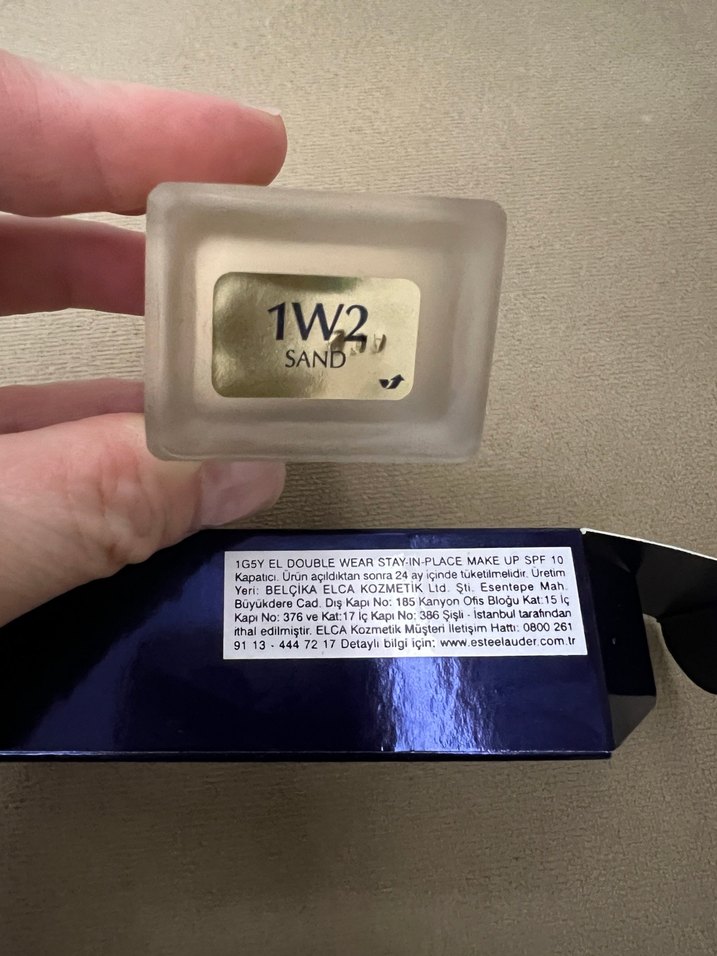 1W2
SAND
1G5Y EL DOUBLE WEAR STAY-IN-PLACE MAKE UP SPF 10
Kapatıcı. Ürün açıldıktan sonra 24 ay içinde tüketilmelidir. Üretim
Yeri: BELÇİKA ELCA KOZMETİK Ltd. Şti. Esentepe Mah.
Büyükdere Cad. Dış Kapı No: 185 Kanyon Ofis Bloğu Kat:15 İç
Kapı No: 376 ve Kat:17 İç Kapı No: 386 Şişli - İstanbul tarafından
ithal edilmiştir. ELCA Kozmetik Müşteri İletişim Hattı: 0800 261
91 13 - 444 72 17 Detaylı bilgi için: www.esteelauder.com.tr